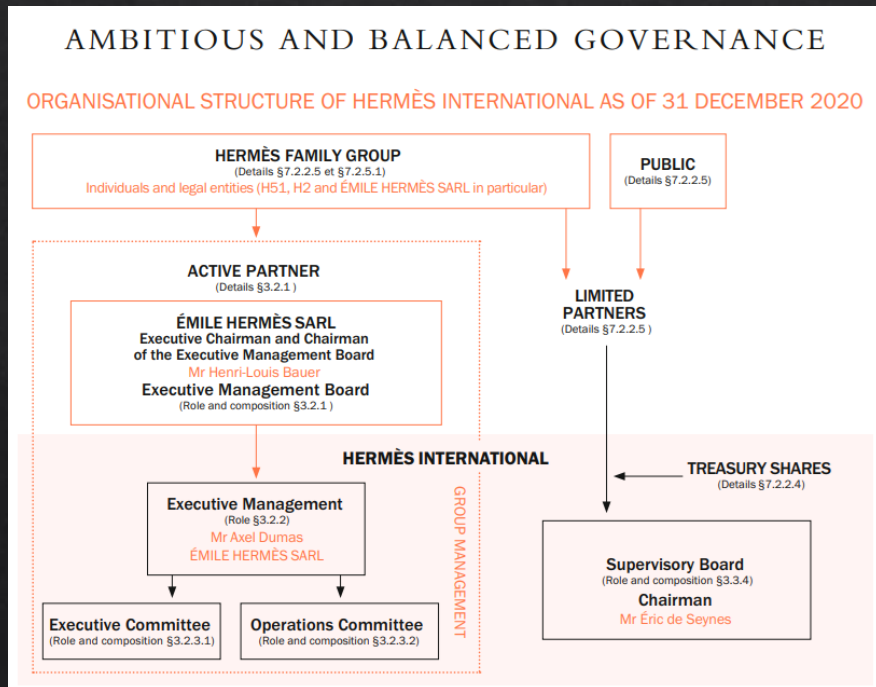 AMBITIOUS AND BALANCED GOVERNANCE
ORGANISATIONAL STRUCTURE OF HERMÈS INTERNATIONAL AS OF 31 DECEMBER 2020
HERMÈS FAMILY GROUP
(Details §7.2.2.5 et §7.2.5.1)
Individuals and legal entities (H51, H2 and ÉMILE HERMÈS SARL in particular)
PUBLIC
(Details §7.2.2.5)
ACTIVE PARTNER
(Details §3.2.1 )
ÉMILE HERMÈS SARL
Executive Chairman and Chairman
of the Executive Management Board
Mr Henri-Louis Bauer
Executive Management Board
(Role and composition §3.2.1 )
LIMITED
PARTNERS
(Details §7.2.2.5 )
HERMÈS INTERNATIONAL
TREASURY SHARES
(Details §7.2.2.4)
Executive Management
(Role §3.2.2)
Mr Axel Dumas
ÉMILE HERMÈS SARL
GROUP MANAGEMENT
Executive Committee
(Role and composition §3.2.3.1)
Operations Committee
(Role and composition §3.2.3.2)
Supervisory Board
(Role and composition §3.3.4)
Chairman
Mr Éric de Seynes